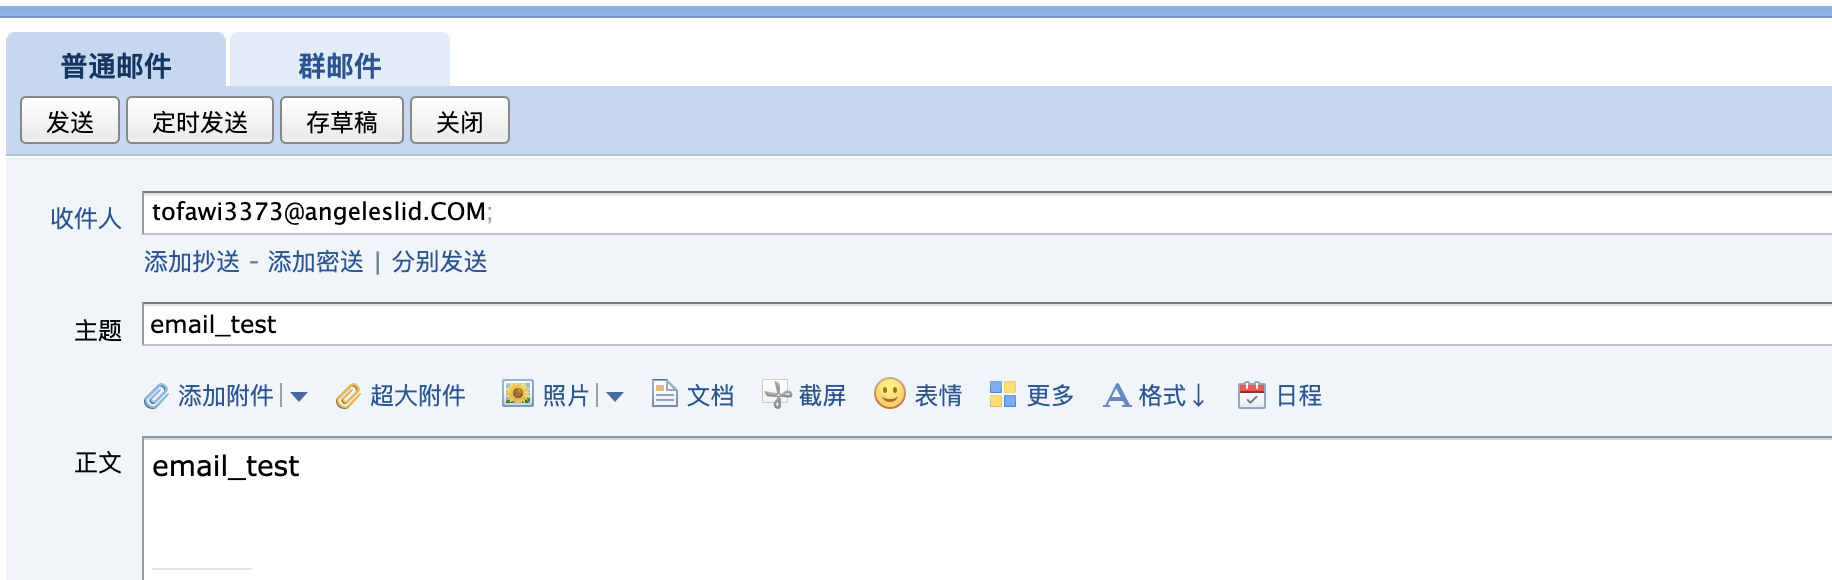 普通邮件 群邮件
发送 定时发送 存草稿 关闭
收件人 tofawi3373@angeleslid.COM;
添加抄送 - 添加密送 | 分别发送
主题 email_test
添加附件 超大附件 照片 文档 截屏 表情 更多 格式↓ 日程
正文 email_test